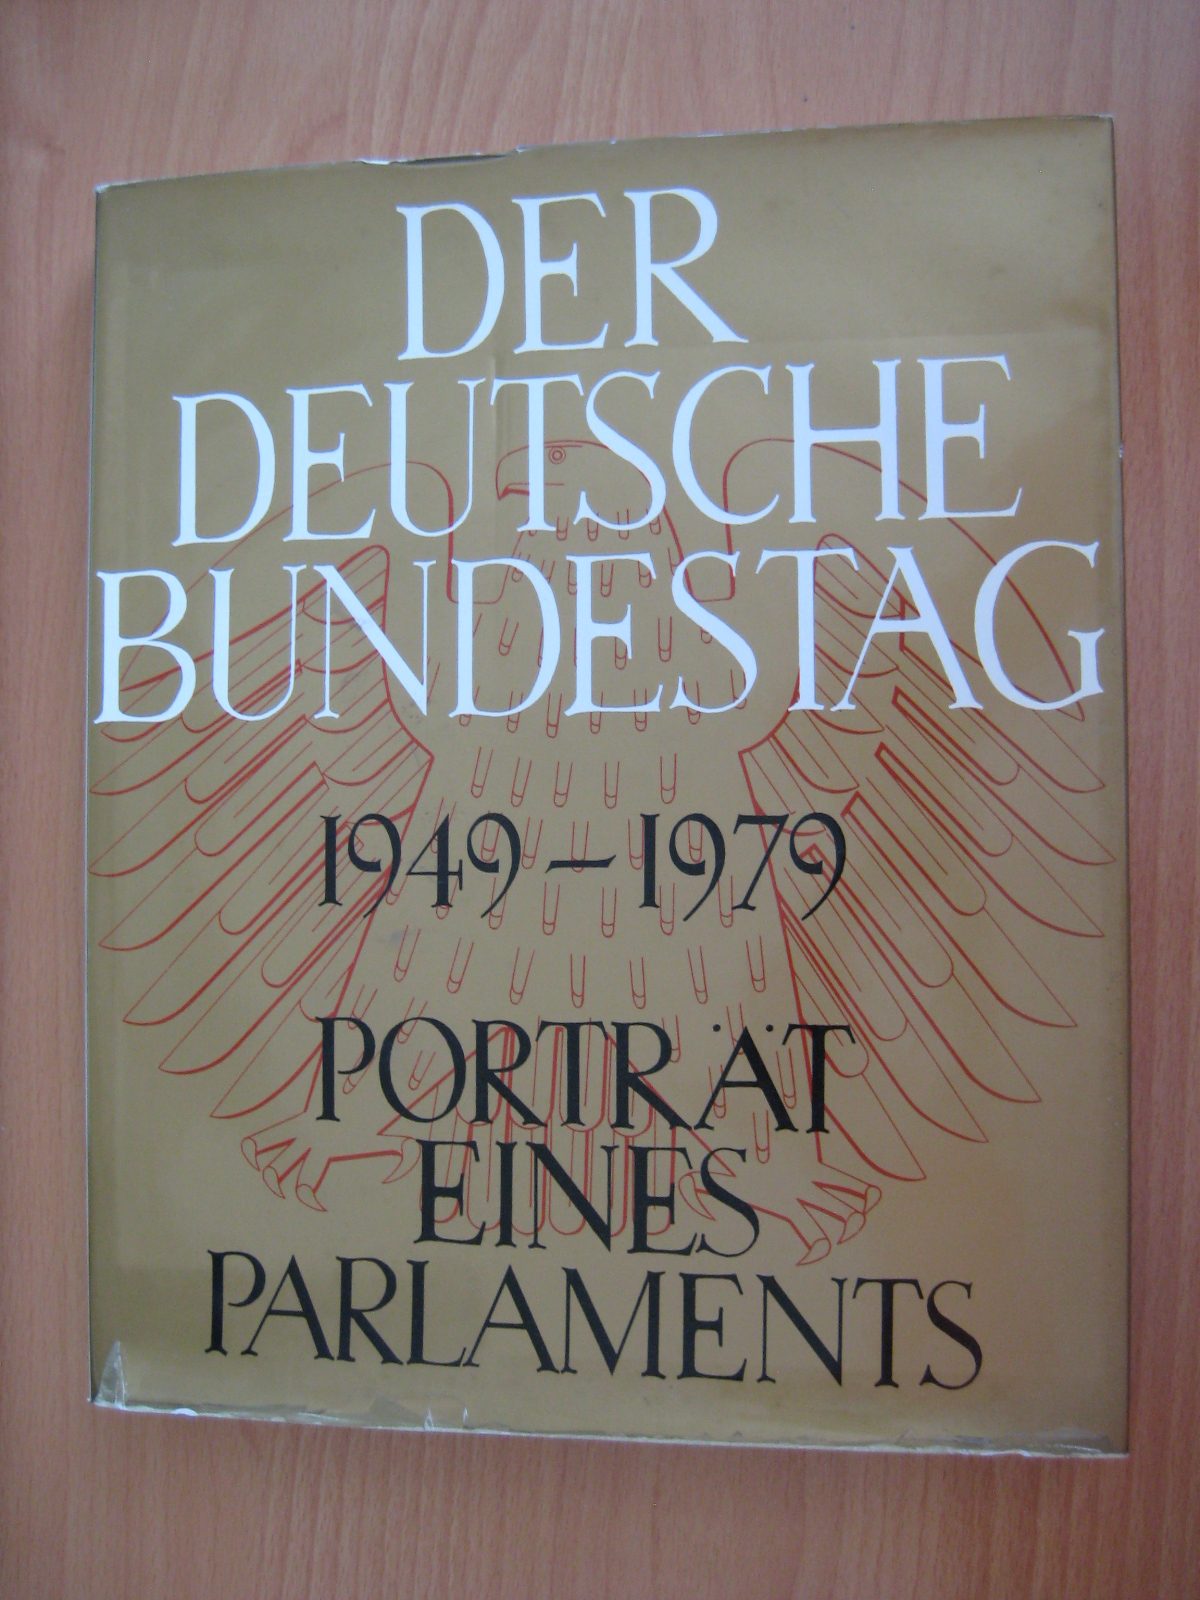 DER
DEUTSCHE
BUNDESTAG
1949–1979
PORTRÄT
EINES
PARLAMENTS